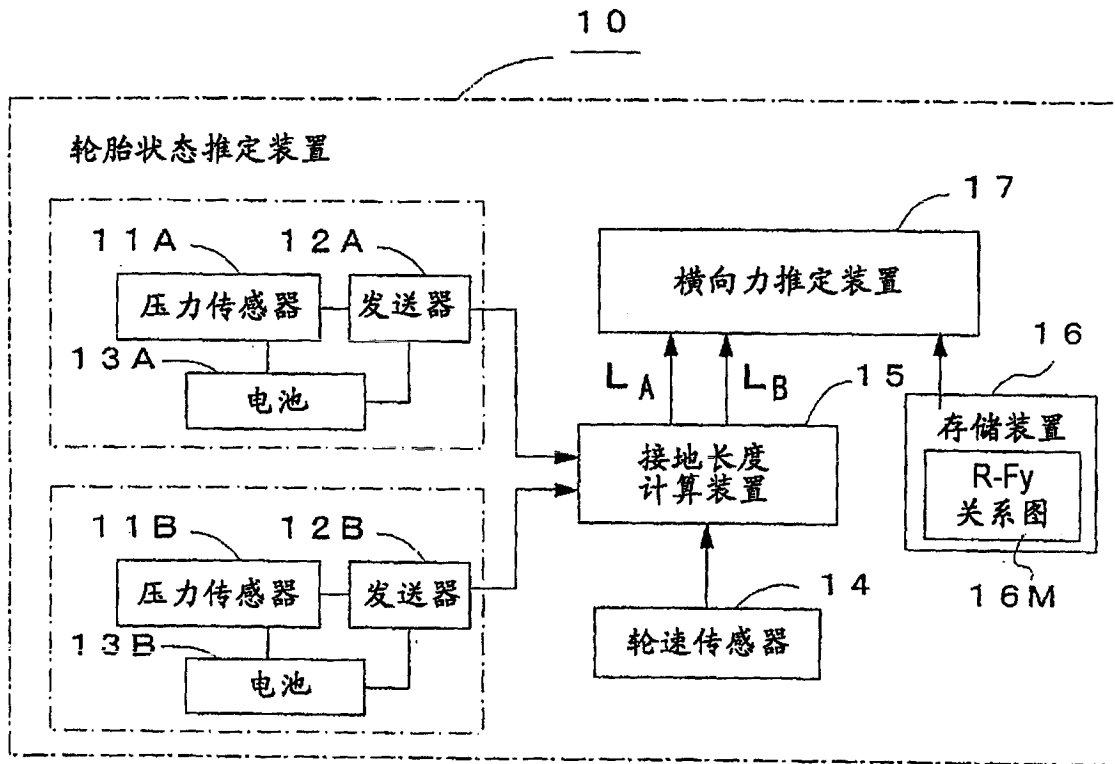 10
轮胎状态推定装置
17
11A
12A
横向力推定装置
压力传感器
发送器
16
13A
L_A
L_B
15
电池
存储装置
接地长度
计算装置
R-Fy
关系图
11B
12B
压力传感器
发送器
14
16M
13B
轮速传感器
电池